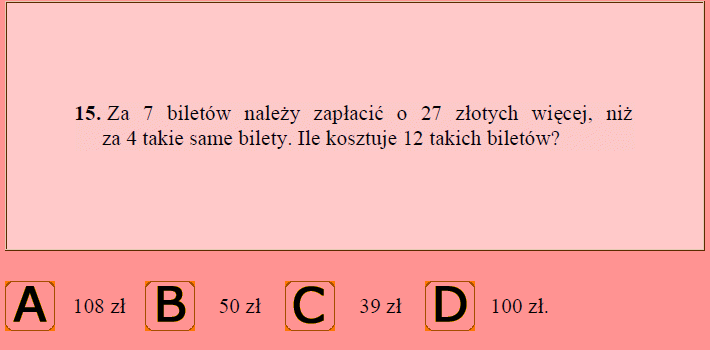 15. Za 7 biletów należy zapłacić o 27 złotych więcej, niż
za 4 takie same bilety. Ile kosztuje 12 takich biletów?
A 108 zł B 50 zł C 39 zł D 100 zł.